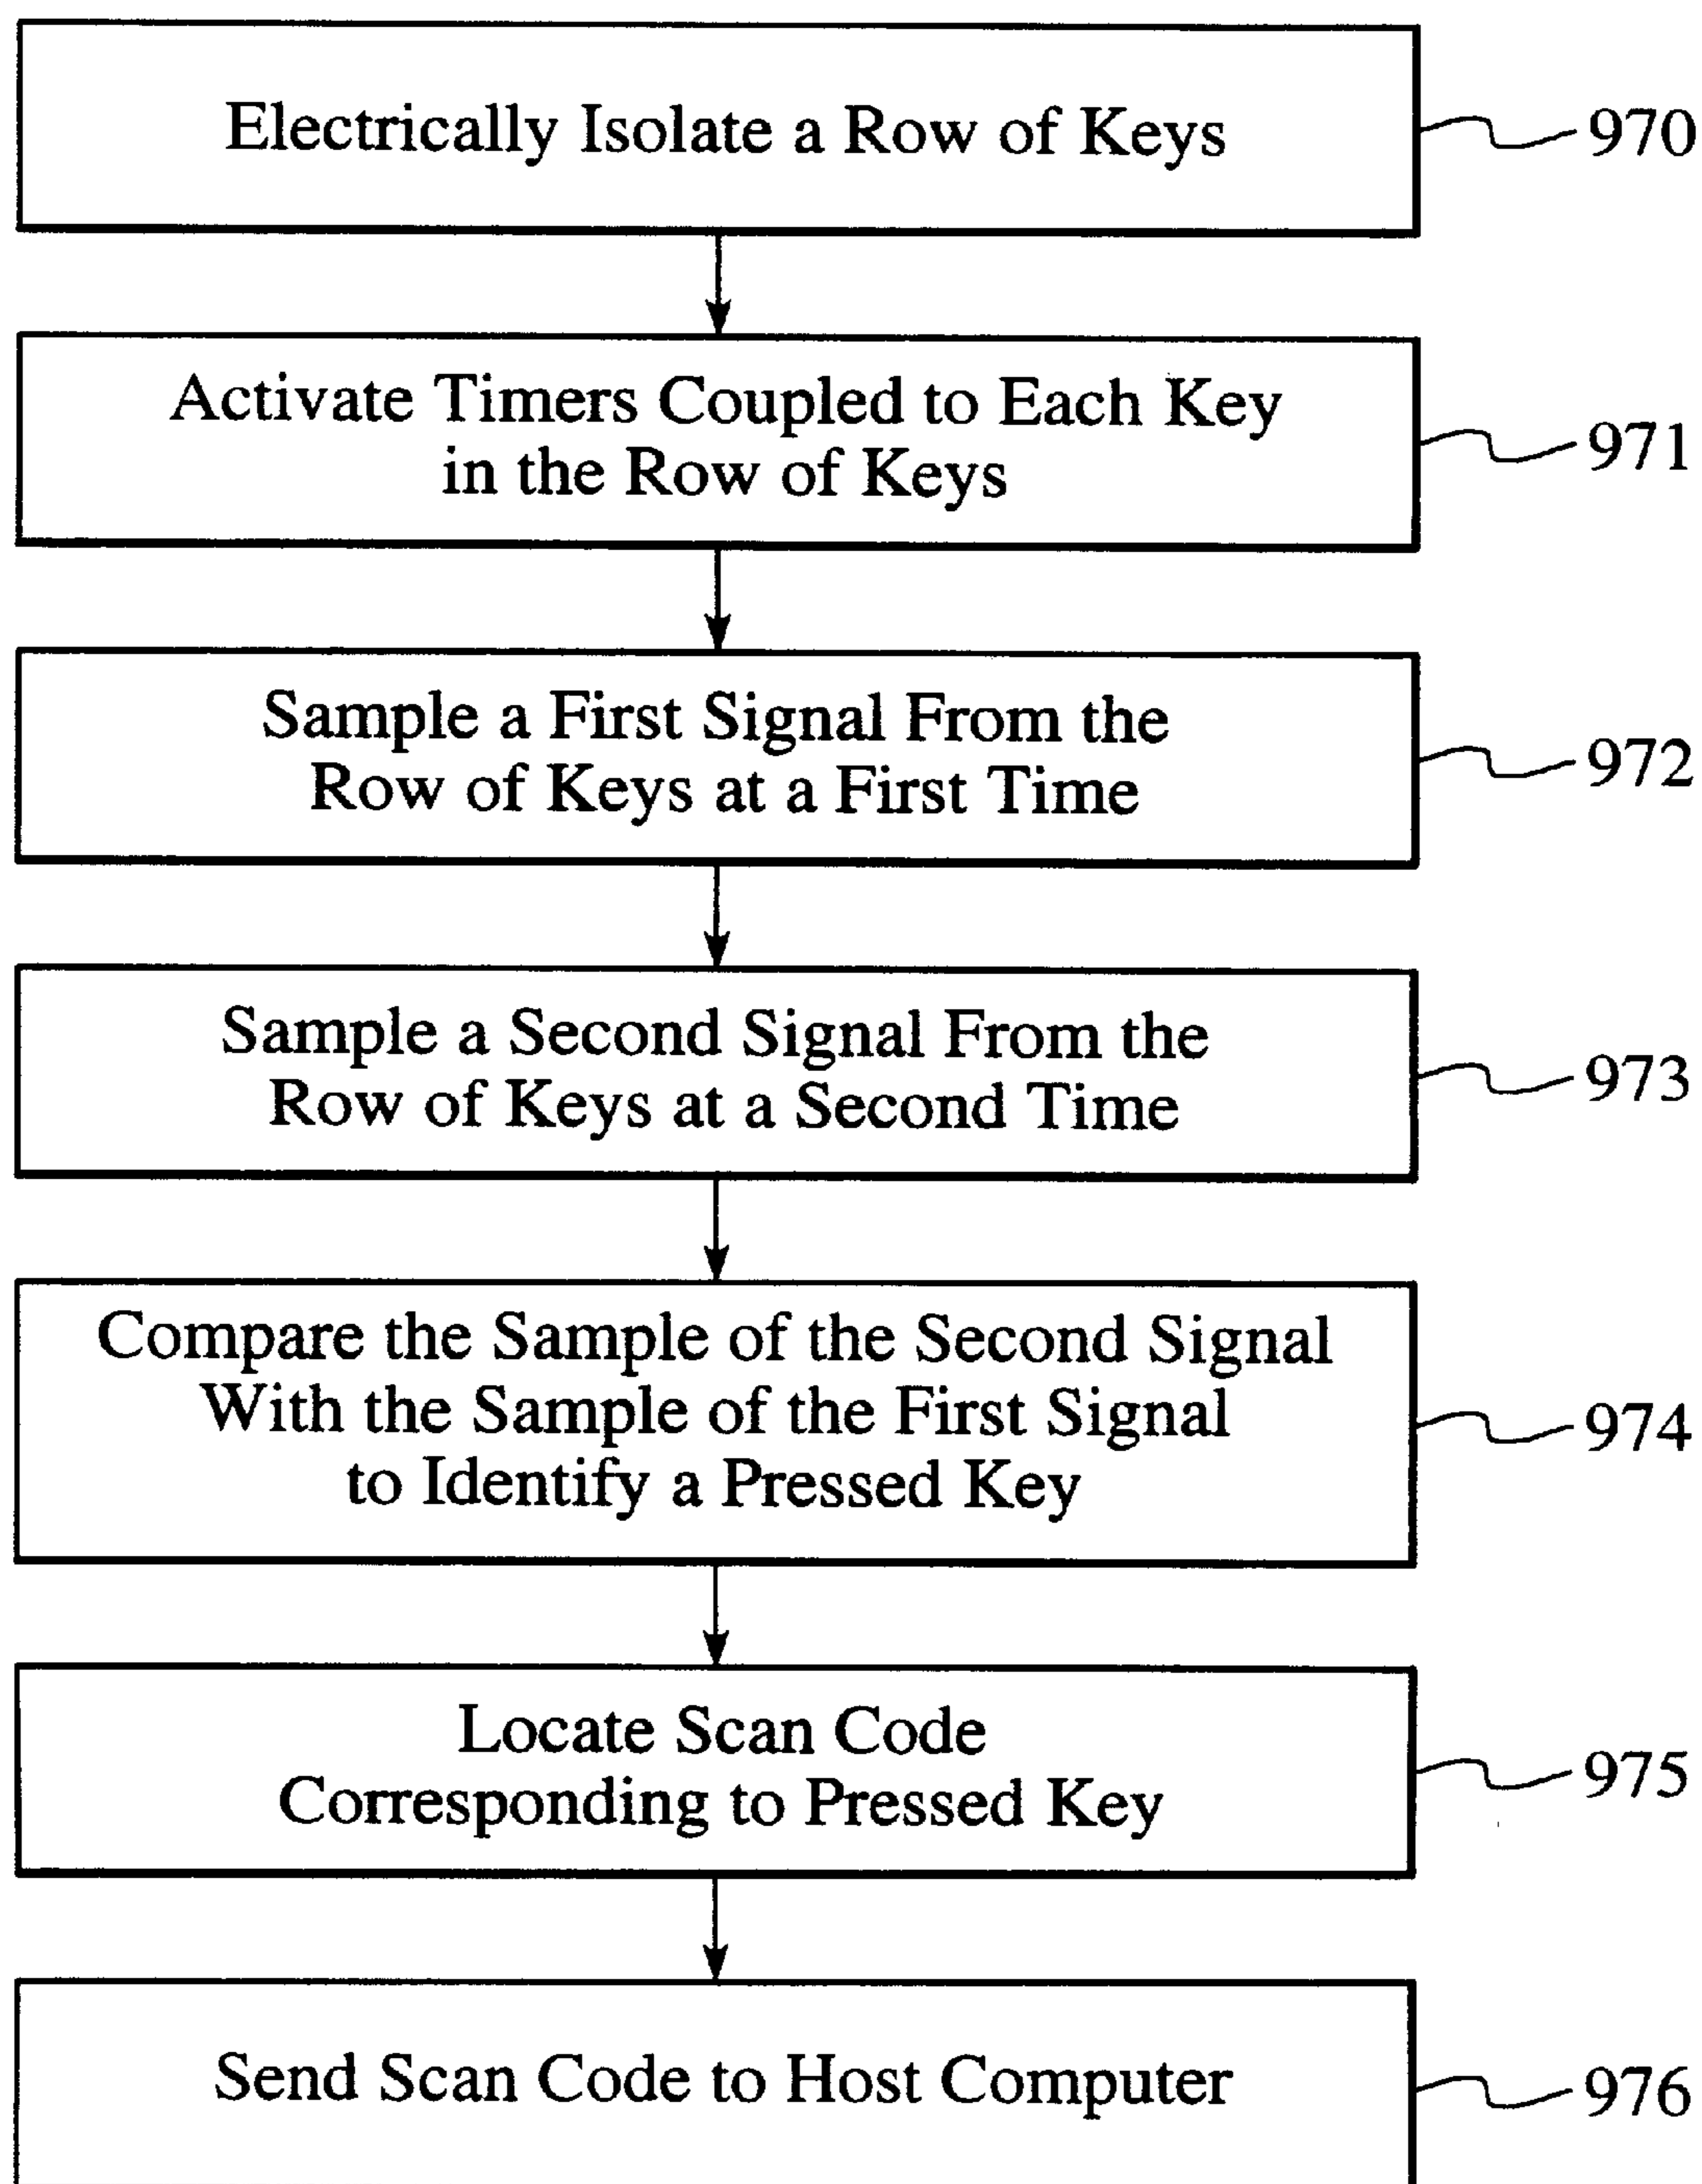 Electrically Isolate a Row of Keys
970
Activate Timers Coupled to Each Key
in the Row of Keys
971
Sample a First Signal From the
Row of Keys at a First Time
972
Sample a Second Signal From the
Row of Keys at a Second Time
973
Compare the Sample of the Second Signal
With the Sample of the First Signal
to Identify a Pressed Key
974
Locate Scan Code
Corresponding to Pressed Key
975
Send Scan Code to Host Computer
976